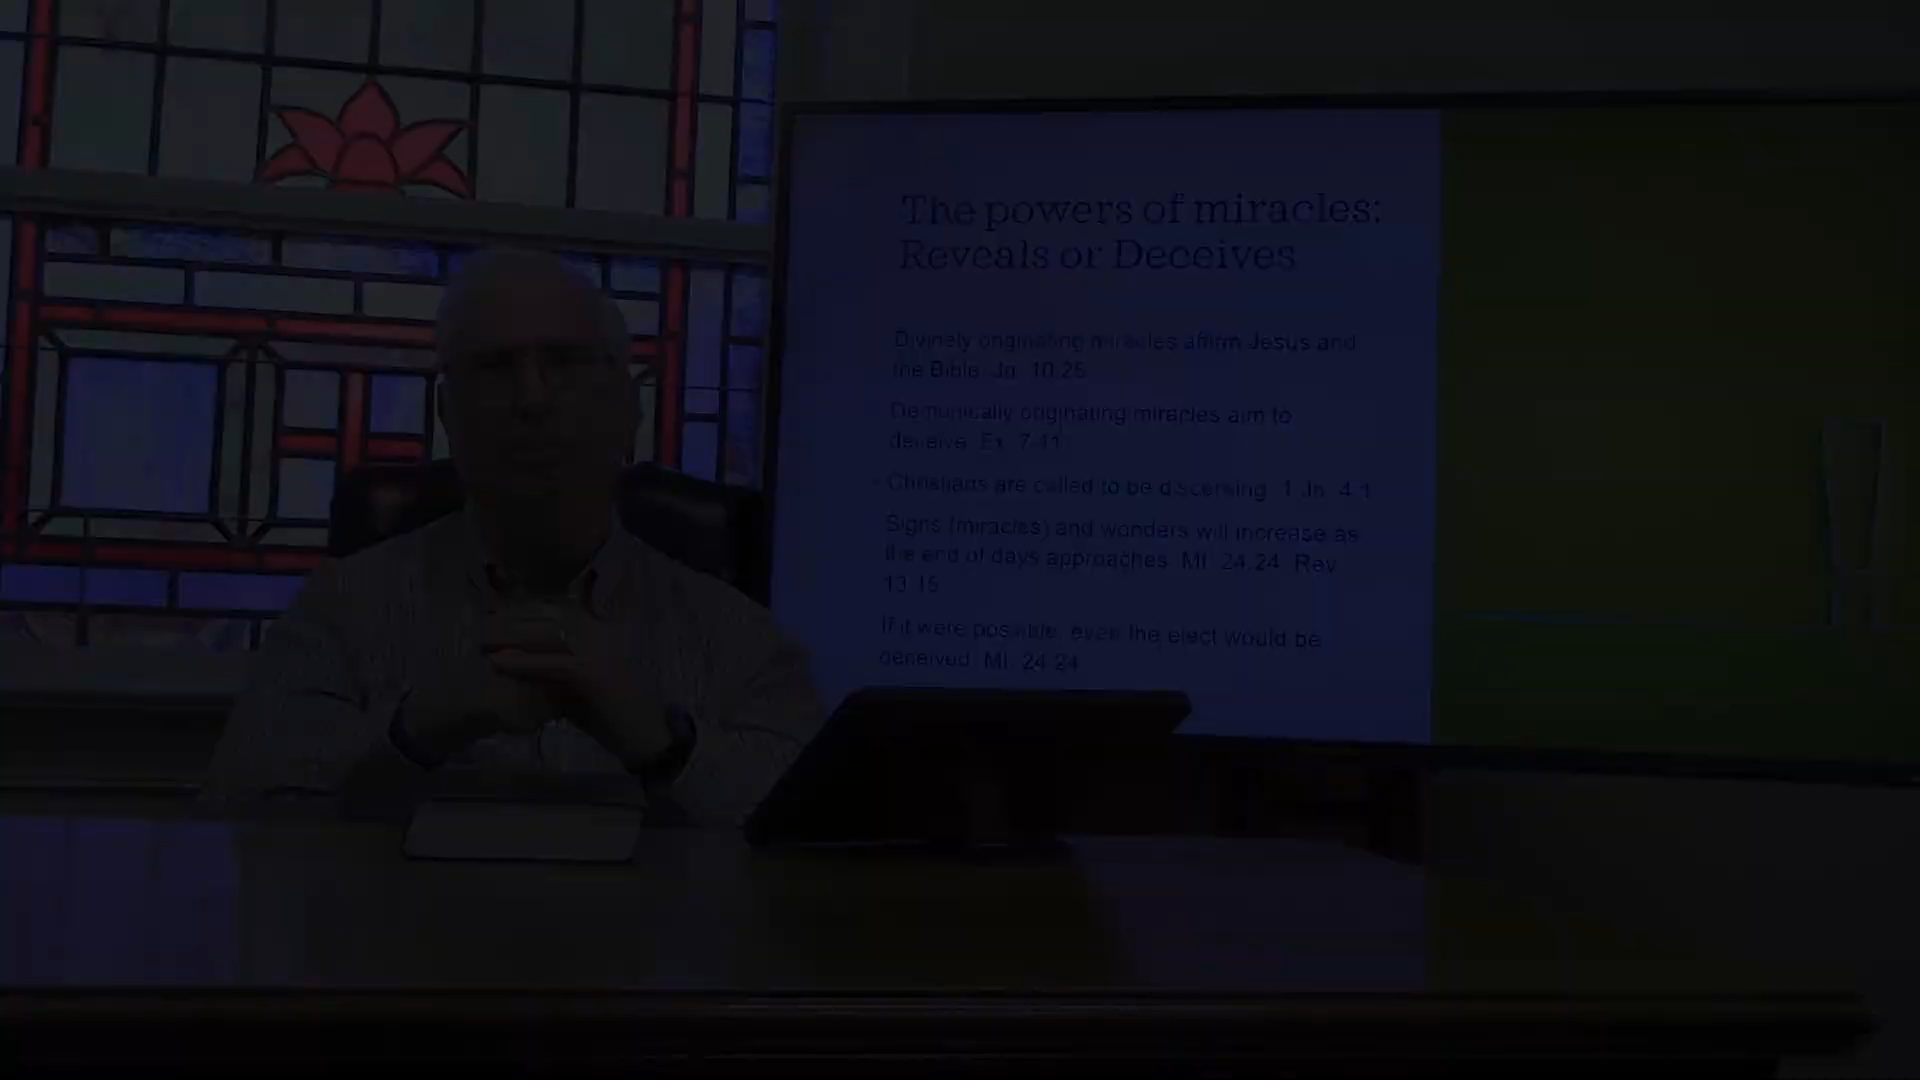 The powers of miracles:
Reveals or Deceives
Divinely originating miracles affirm Jesus and
the Bible. Jn. 10.25
Demonically originating miracles aim to
deceive. Ex. 7.11
Christians are called to be discerning. 1 Jn. 4.1
Signs (miracles) and wonders will increase as
the end of days approaches. Mt. 24.24. Rev.
13.15
If it were possible, even the elect would be
deceived. Mt. 24.24